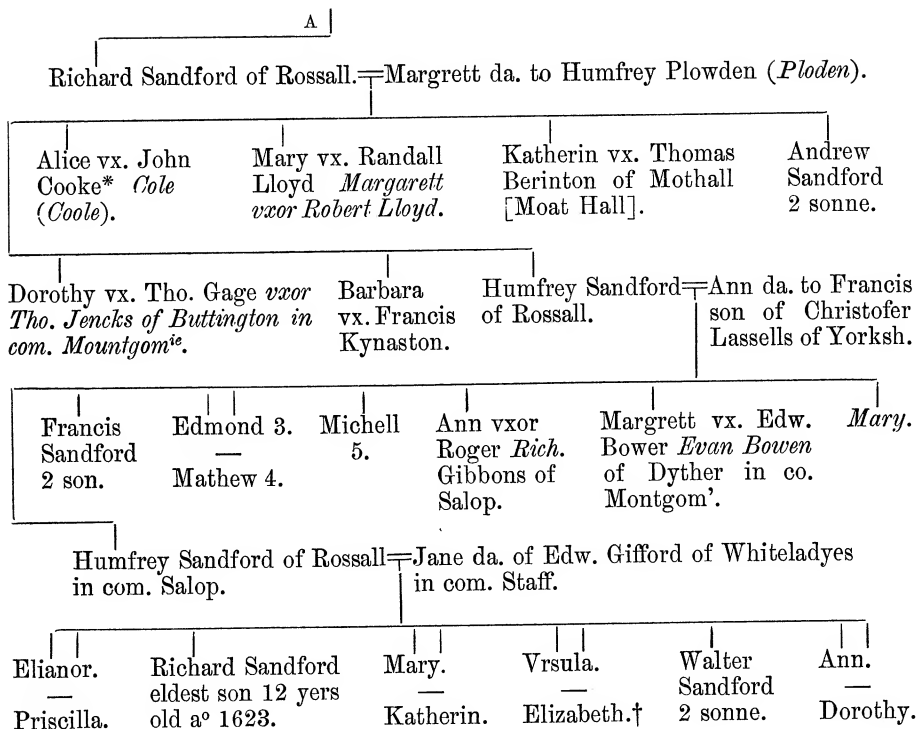 A
Richard Sandford of Rossall.=Margrett da. to Humfrey Plowden (Ploden).
Alice vx. John
Cooke* Cole
(Coole).
Mary vx. Randall
Lloyd Margarett
vxor Robert Lloyd.
Katherin vx. Thomas
Berinton of Mothall
[Moat Hall].
Andrew
Sandford
2 sonne.
Dorothy vx. Tho. Gage vxor
Tho. Jencks of Buttington in
com. Mountgomie.
Barbara
vx. Francis
Kynaston.
Humfrey Sandford=Ann da. to Francis
of Rossall.
son of Christofer
Lassells of Yorksh.
Francis
Sandford
2 son.
Edmond 3.
—
Mathew 4.
Michell
5.
Ann vxor
Roger Rich.
Gibbons of
Salop.
Margrett vx. Edw.
Bower Evan Bowen
of Dyther in co.
Montgom'.
Mary.
Humfrey Sandford of Rossall=Jane da. of Edw. Gifford of Whiteladyes
in com. Salop.
in com. Staff.
Elianor.
—
Priscilla.
Richard Sandford
eldest son 12 yers
old aº 1623.
Mary.
—
Katherin.
Vrsula.
—
Elizabeth.†
Walter
Sandford
2 sonne.
Ann.
—
Dorothy.